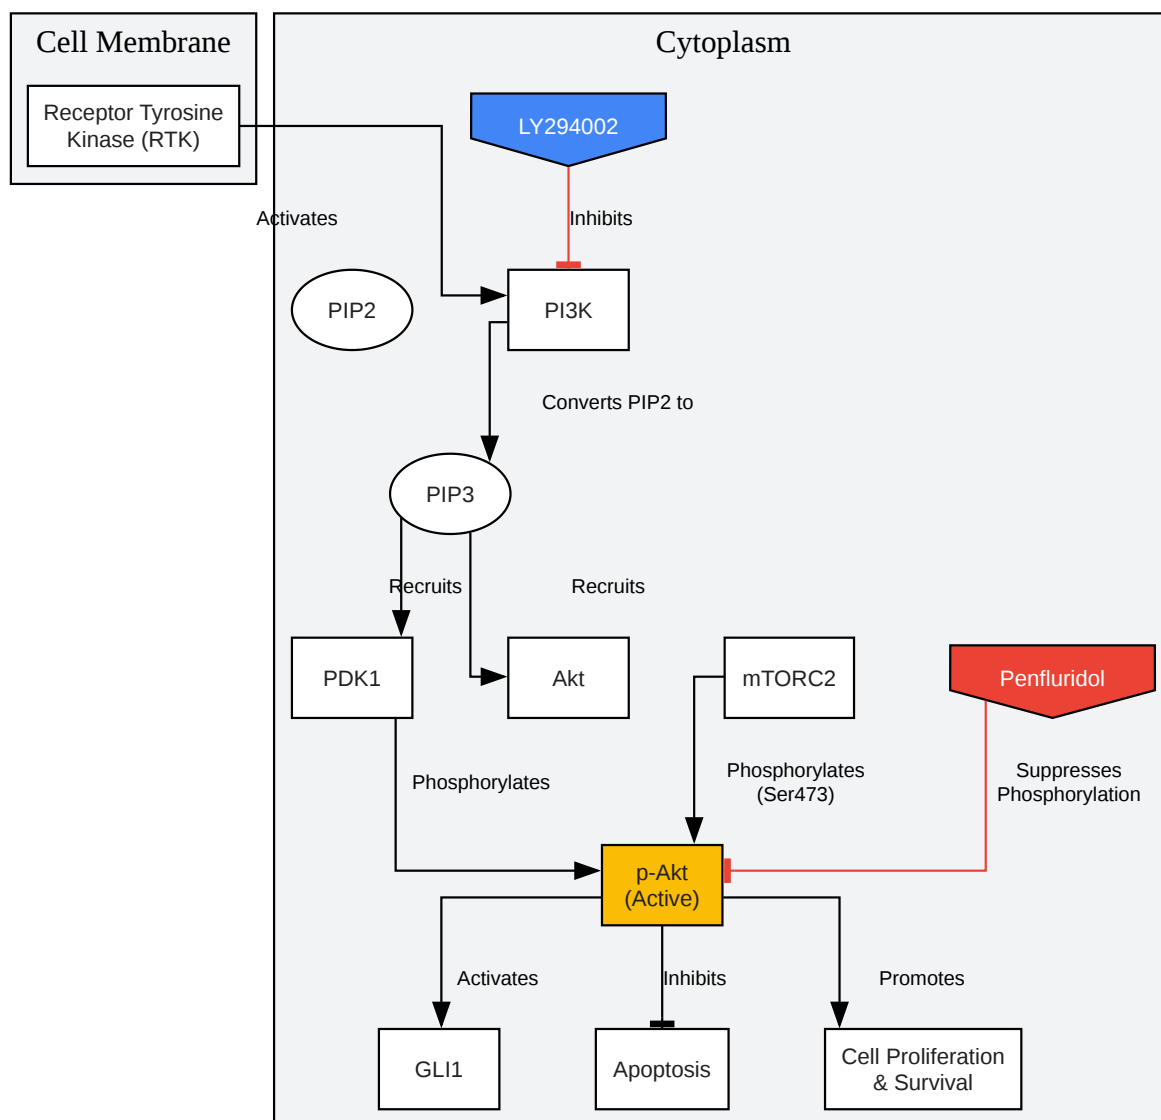 Cell Membrane
Cytoplasm
Receptor Tyrosine
Kinase (RTK)
LY294002
Activates
Inhibits
PIP2
PI3K
Converts PIP2 to
PIP3
Recruits
Recruits
PDK1
Akt
mTORC2
Penfluridol
Phosphorylates
Phosphorylates
(Ser473)
Suppresses
Phosphorylation
p-Akt
(Active)
Activates
Inhibits
Promotes
GLI1
Apoptosis
Cell Proliferation
& Survival